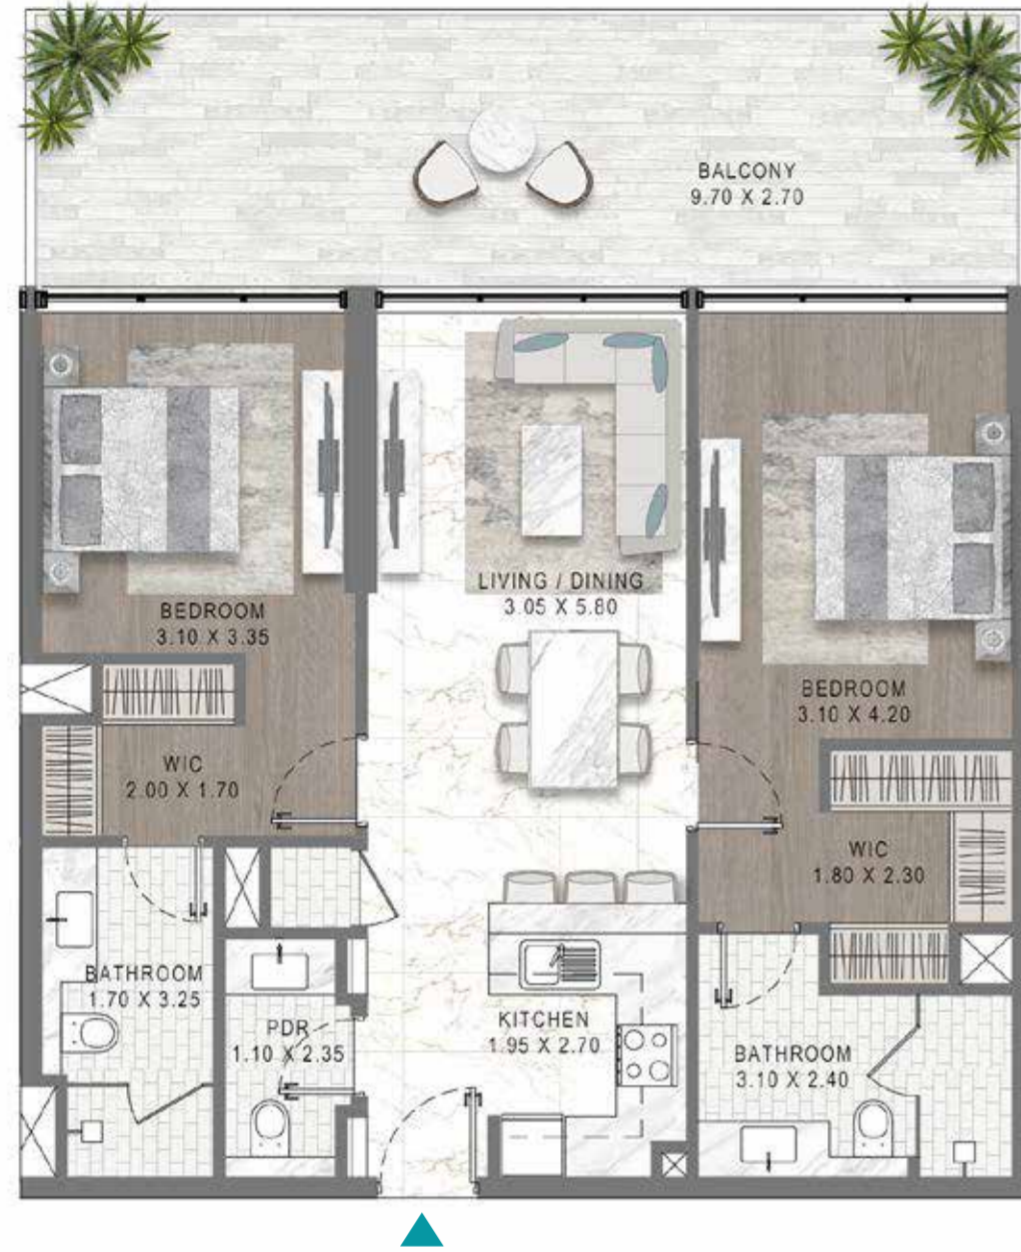 BALCONY
9.70 X 2.70
LIVING / DINING
3.05 X 5.80
BEDROOM
3.10 X 3.35
BEDROOM
3.10 X 4.20
WIC
2.00 X 1.70
WIC
1.80 X 2.30
BATHROOM
1.70 X 3.25
PDR
1.10 X 2.35
KITCHEN
1.95 X 2.70
BATHROOM
3.10 X 2.40